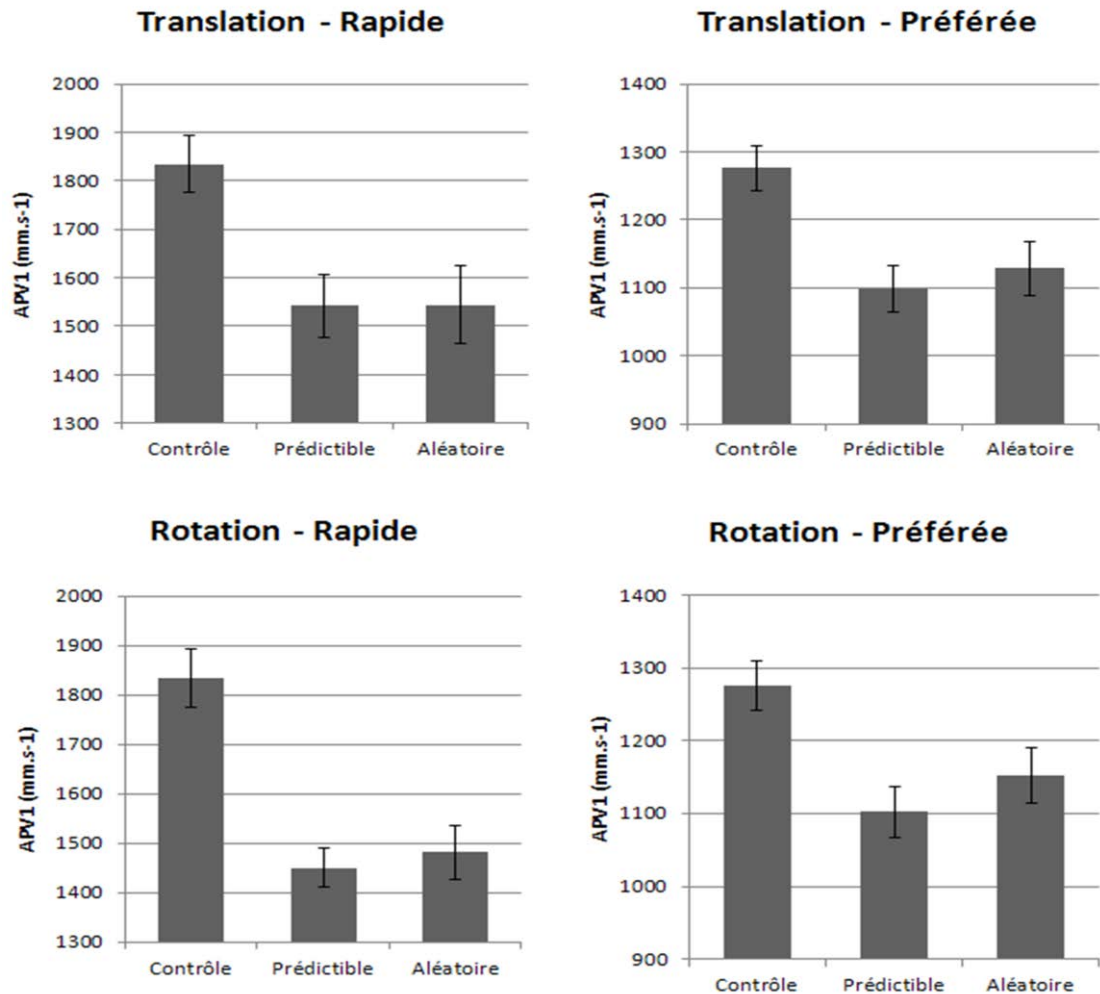 Translation - Rapide
2000
1900
1800
1700
1600
1500
1400
1300
APV1 (mm.s-1)
Contrôle Prédictible Aléatoire
Translation - Préférée
1400
1300
1200
1100
1000
900
APV1 (mm.s-1)
Contrôle Prédictible Aléatoire
Rotation - Rapide
2000
1900
1800
1700
1600
1500
1400
1300
APV1 (mm.s-1)
Contrôle Prédictible Aléatoire
Rotation - Préférée
1400
1300
1200
1100
1000
900
APV1 (mm.s-1)
Contrôle Prédictible Aléatoire